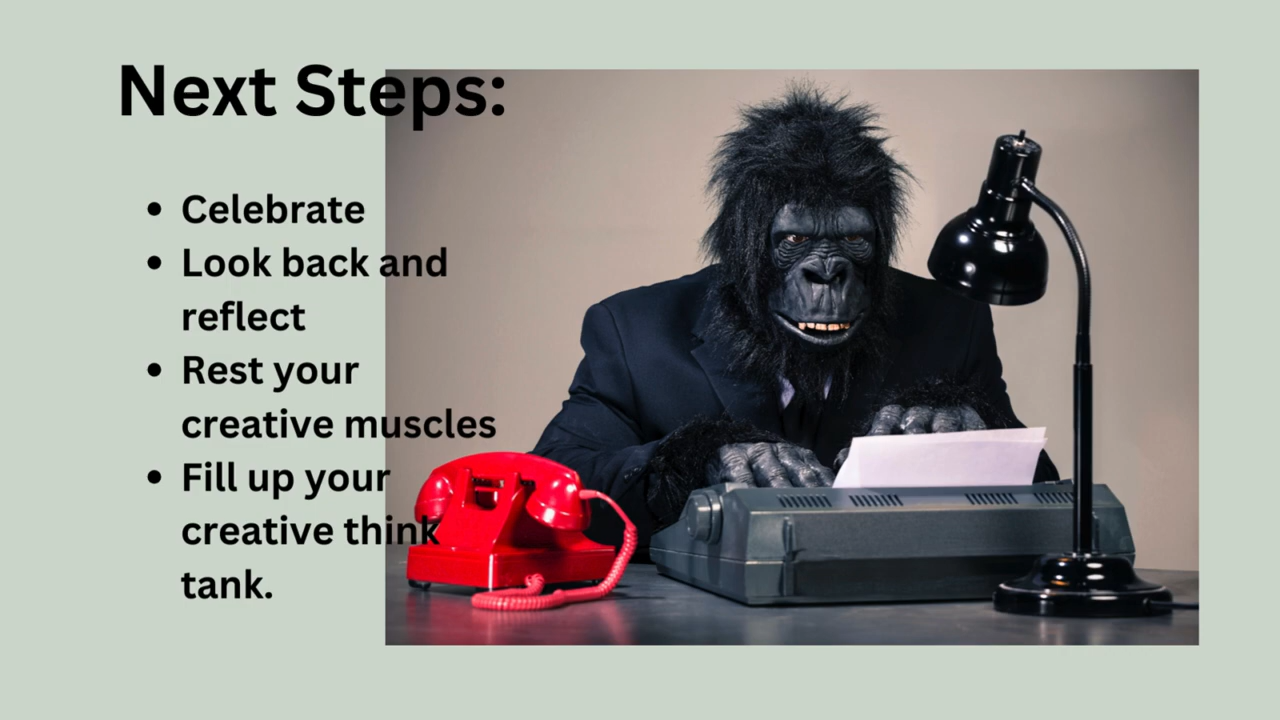 Next Steps:
• Celebrate
• Look back and
reflect
• Rest your
creative muscles
• Fill up your
creative think
tank.